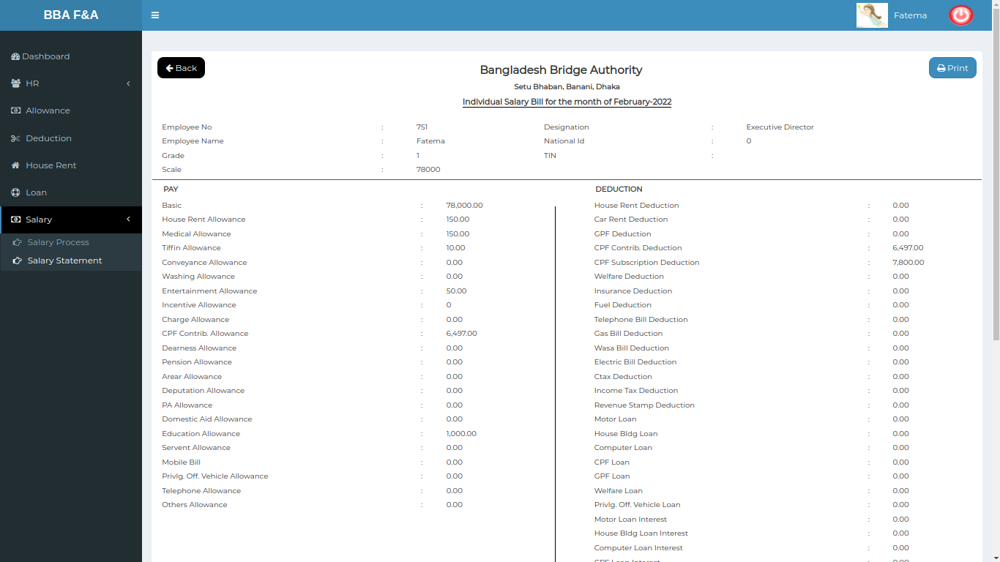 BBA F&A
Fatema
Dashboard
HR
Allowance
Deduction
House Rent
Loan
Salary
Salary Process
Salary Statement
Back
Print
Bangladesh Bridge Authority
Setu Bhaban, Banani, Dhaka
Individual Salary Bill for the month of February-2022
Employee No : 751 Designation : Executive Director
Employee Name : Fatema National Id : 0
Grade : 1 TIN :
Scale : 78000
PAY
Basic : 78,000.00
House Rent Allowance : 150.00
Medical Allowance : 150.00
Tiffin Allowance : 10.00
Conveyance Allowance : 0.00
Washing Allowance : 0.00
Entertainment Allowance : 50.00
Incentive Allowance : 0
Charge Allowance : 0.00
CPF Contrib. Allowance : 6,497.00
Dearness Allowance : 0.00
Pension Allowance : 0.00
Arear Allowance : 0.00
Deputation Allowance : 0.00
PA Allowance : 0.00
Domestic Aid Allowance : 0.00
Education Allowance : 1,000.00
Servent Allowance : 0.00
Mobile Bill : 0.00
Privlg. Off. Vehicle Allowance : 0.00
Telephone Allowance : 0.00
Others Allowance : 0.00
DEDUCTION
House Rent Deduction : 0.00
Car Rent Deduction : 0.00
GPF Deduction : 0.00
CPF Contrib. Deduction : 6,497.00
CPF Subscription Deduction : 7,800.00
Welfare Deduction : 0.00
Insurance Deduction : 0.00
Fuel Deduction : 0.00
Telephone Bill Deduction : 0.00
Gas Bill Deduction : 0.00
Wasa Bill Deduction : 0.00
Electric Bill Deduction : 0.00
Ctax Deduction : 0.00
Income Tax Deduction : 0.00
Revenue Stamp Deduction : 0.00
Motor Loan : 0.00
House Bldg Loan : 0.00
Computer Loan : 0.00
CPF Loan : 0.00
GPF Loan : 0.00
Welfare Loan : 0.00
Privlg. Off. Vehicle Loan : 0.00
Motor Loan Interest : 0.00
House Bldg Loan Interest : 0.00
Computer Loan Interest : 0.00
CPF Loan Interest : 0.00